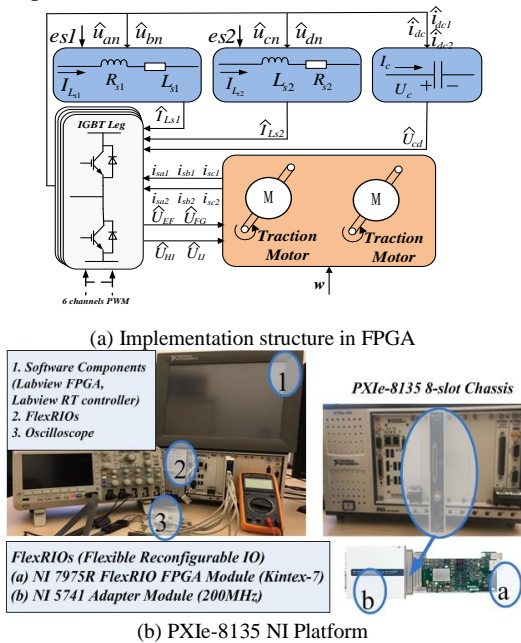 es1 û_an û_bn es2 û_cn û_dn î_dc î_dc1 î_dc2
I_Ls1 R_s1 L_s1 I_Ls2 L_s2 R_s2 I_c U_c + −
IGBT Leg
Î_Ls1
Î_Ls2
Û_cd
i_sa1 i_sb1 i_sc1
i_sa2 i_sb2 i_sc2
Û_EF Û_FG
Û_HI Û_IJ
M
Traction
Motor
M
Traction
Motor
w
6 channels PWM
(a) Implementation structure in FPGA
1. Software Components
(Labview FPGA,
Labview RT controller)
2. FlexRIOs
3. Oscilloscope
1
2
3
PXIe-8135 8-slot Chassis
FlexRIOs (Flexible Reconfigurable IO)
(a) NI 7975R FlexRIO FPGA Module (Kintex-7)
(b) NI 5741 Adapter Module (200MHz)
b
a
(b) PXIe-8135 NI Platform